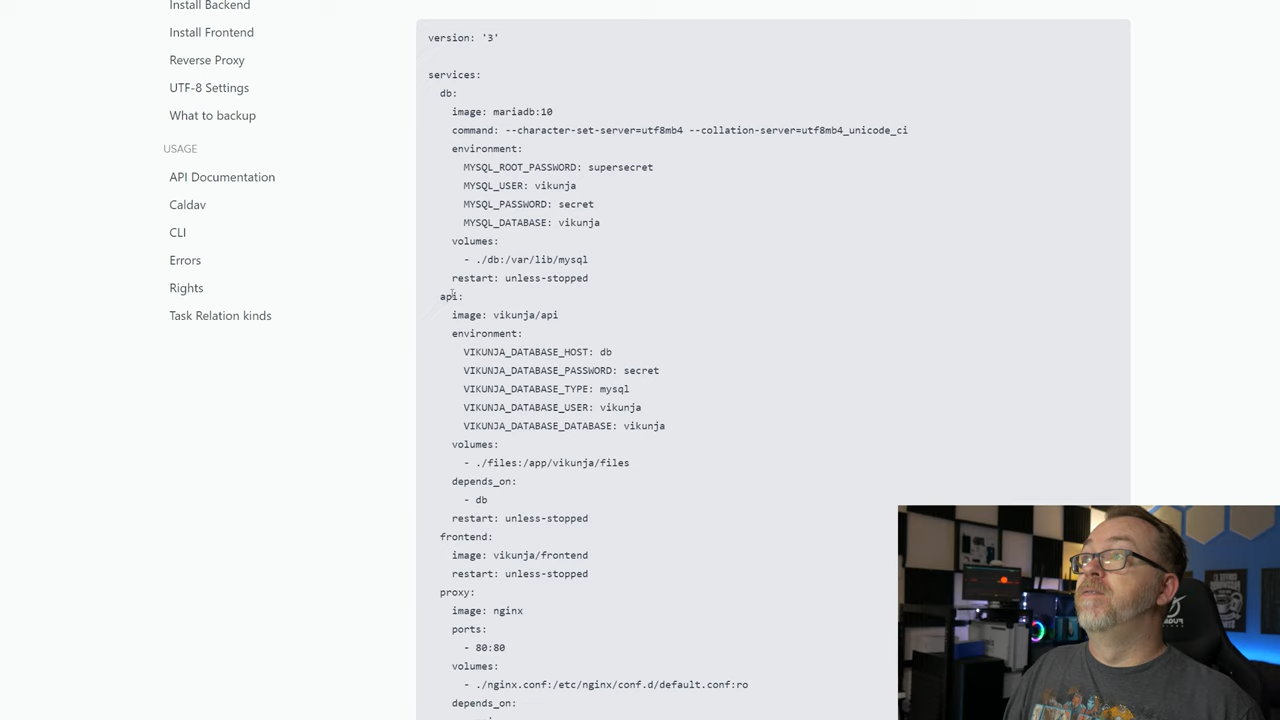 Install Backend
Install Frontend
Reverse Proxy
UTF-8 Settings
What to backup
USAGE
API Documentation
Caldav
CLI
Errors
Rights
Task Relation kinds
version: '3'
services:
db:
image: mariadb:10
command: --character-set-server=utf8mb4 --collation-server=utf8mb4_unicode_ci
environment:
MYSQL_ROOT_PASSWORD: supersecret
MYSQL_USER: vikunja
MYSQL_PASSWORD: secret
MYSQL_DATABASE: vikunja
volumes:
- ./db:/var/lib/mysql
restart: unless-stopped
api:
image: vikunja/api
environment:
VIKUNJA_DATABASE_HOST: db
VIKUNJA_DATABASE_PASSWORD: secret
VIKUNJA_DATABASE_TYPE: mysql
VIKUNJA_DATABASE_USER: vikunja
VIKUNJA_DATABASE_DATABASE: vikunja
volumes:
- ./files:/app/vikunja/files
depends_on:
- db
restart: unless-stopped
frontend:
image: vikunja/frontend
restart: unless-stopped
proxy:
image: nginx
ports:
- 80:80
volumes:
- ./nginx.conf:/etc/nginx/conf.d/default.conf:ro
depends_on: